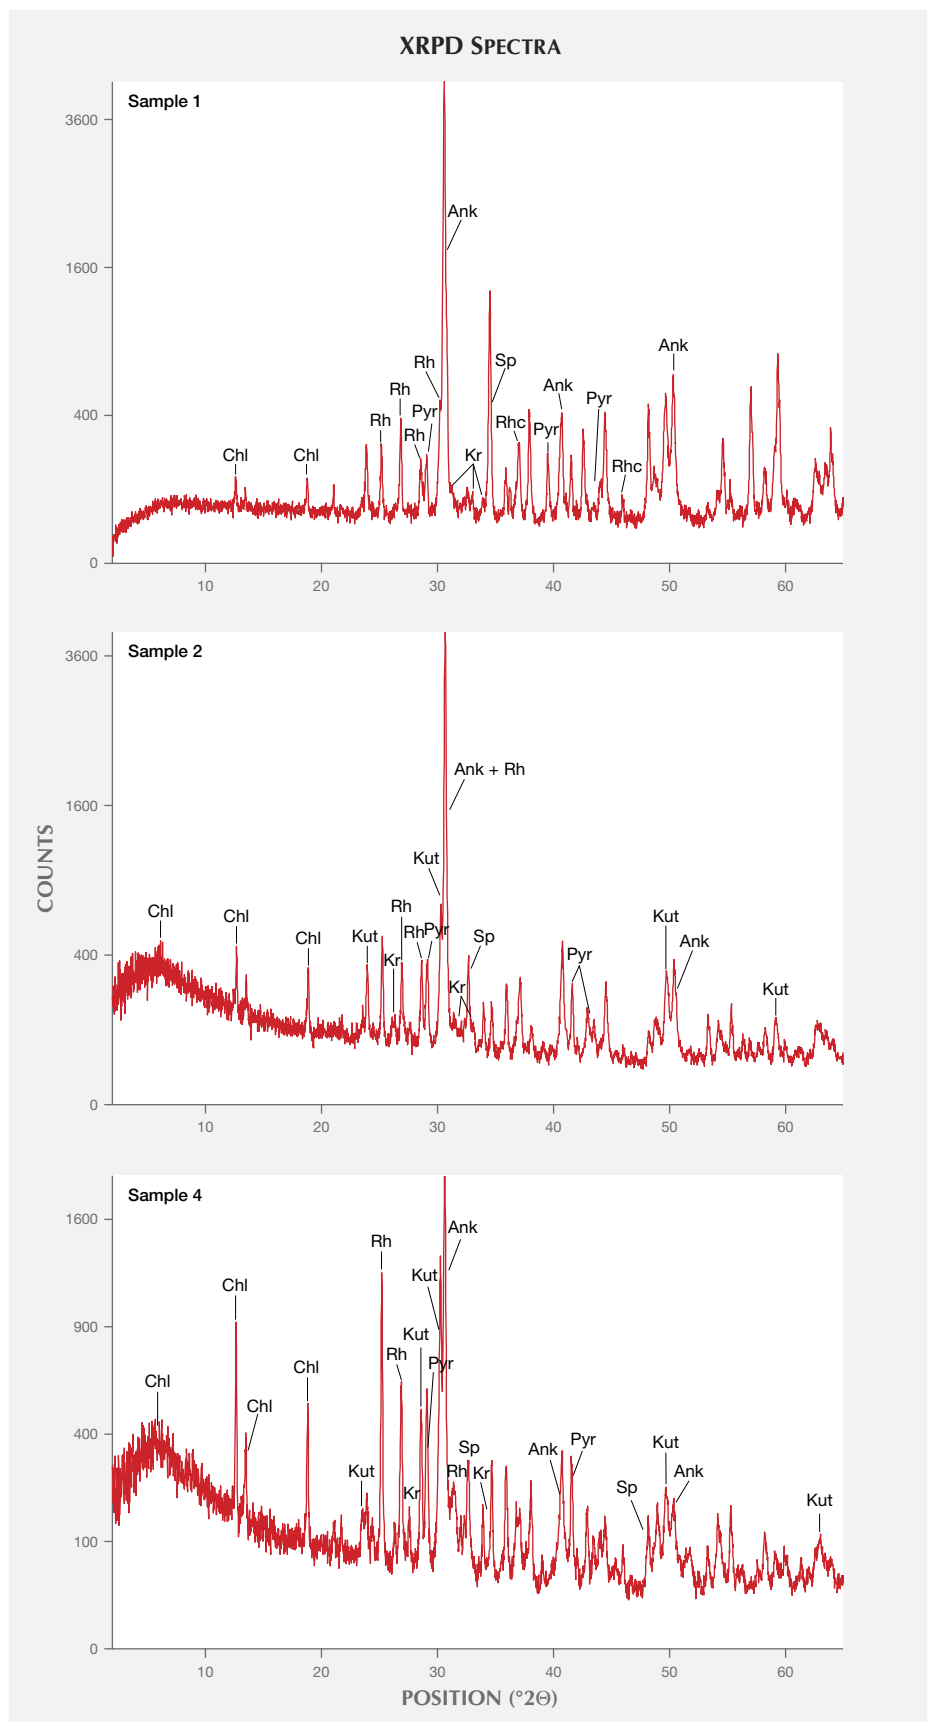 XRPD SPECTRA
Sample 1
3600
Ank
1600
Ank
Rh
Sp
Ank
Rh
Pyr
400
Pyr
Rh
Rh
Rhc
Pyr
Chl
Chl
Kr
Rhc
0
10 20 30 40 50 60
Sample 2
3600
Ank + Rh
1600
Kut
COUNTS
Chl
Chl
Rh
Kut
Chl
Kut
Rh
Pyr
Sp
Ank
400
Kr
Pyr
Kr
Kut
0
10 20 30 40 50 60
Sample 4
1600
Ank
Rh
Chl
Kut
900
Kut
Rh
Pyr
Chl
Chl
Chl
400
Sp
Ank
Pyr
Kut
Kut
Rh
Kr
Ank
Kr
Sp
Kut
100
0
10 20 30 40 50 60
POSITION (°2Θ)